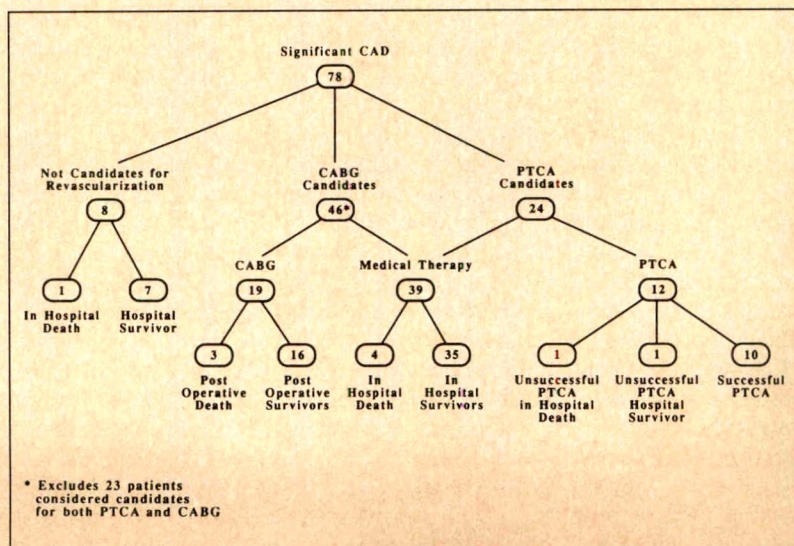 Significant CAD
78
Not Candidates for
Revascularization
8
CABG
Candidates
46*
PTCA
Candidates
24
CABG
19
Medical Therapy
39
PTCA
12
1
In Hospital
Death
7
Hospital
Survivor
3
Post
Operative
Death
16
Post
Operative
Survivors
4
In
Hospital
Death
35
In
Hospital
Survivors
1
Unsuccessful
PTCA
in Hospital
Death
1
Unsuccessful
PTCA
Hospital
Survivor
10
Successful
PTCA
* Excludes 23 patients
considered candidates
for both PTCA and CABG